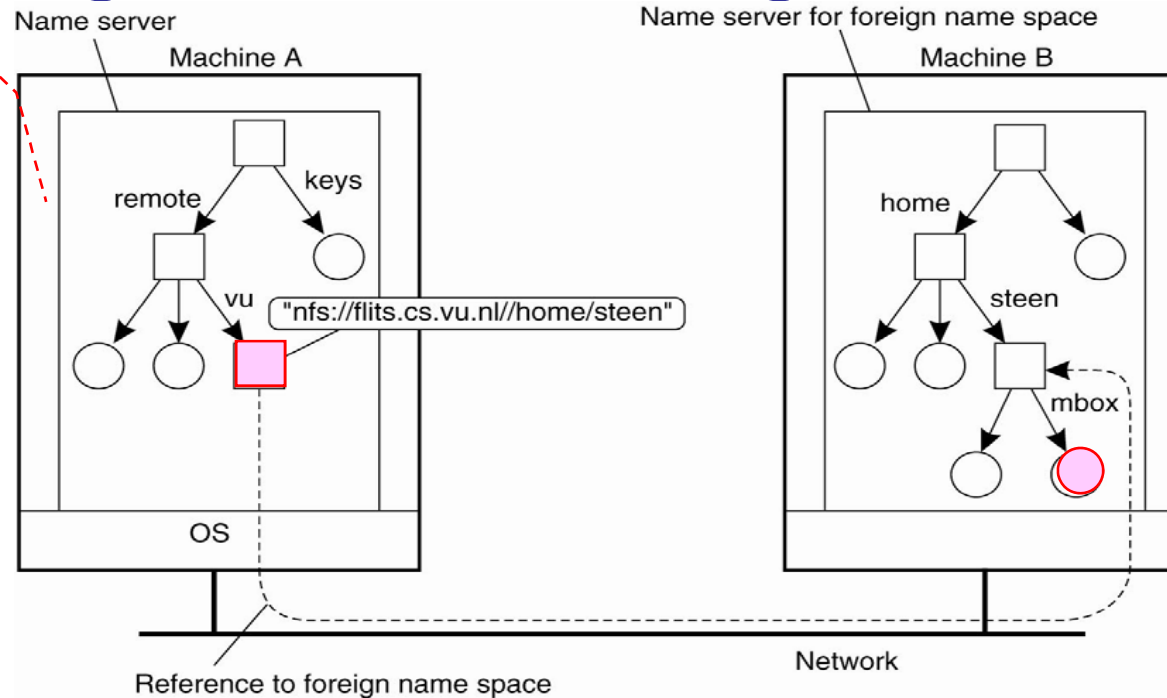 Name server
Name server for foreign name space
Machine A
Machine B
remote
keys
home
vu
"nfs://flits.cs.vu.nl//home/steen"
steen
mbox
OS
Network
Reference to foreign name space